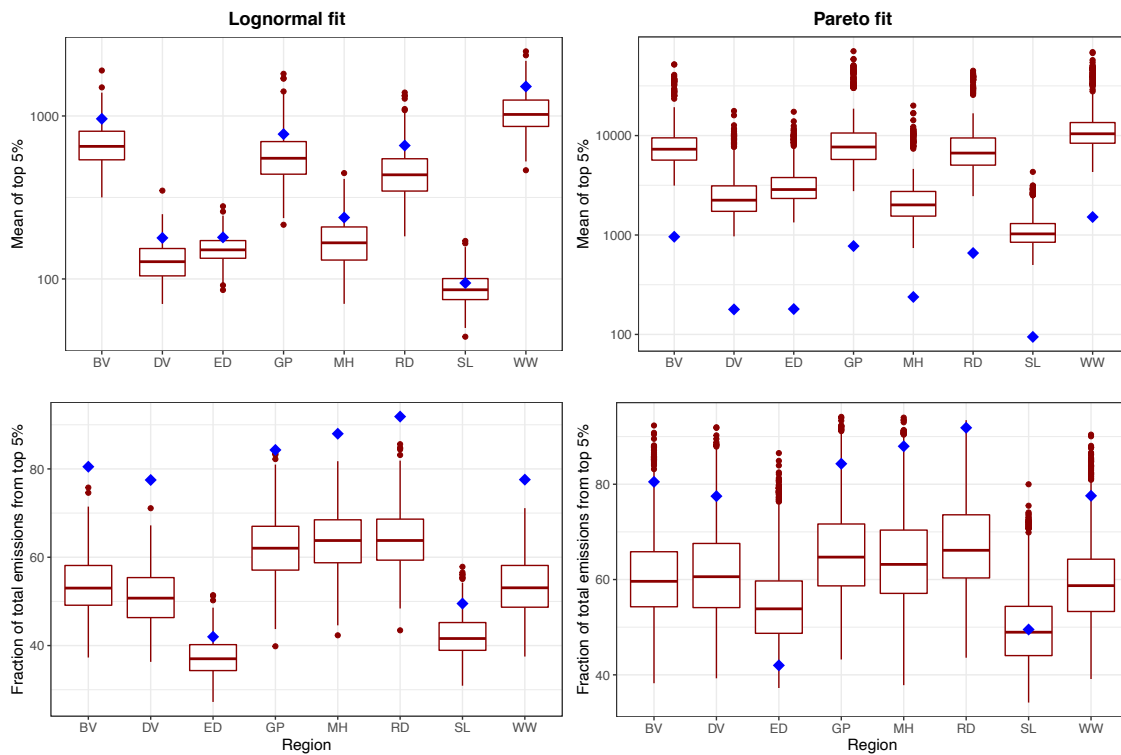 Lognormal fit
Pareto fit
Mean of top 5%
1000
100
BV DV ED GP MH RD SL WW
Mean of top 5%
10000
1000
100
BV DV ED GP MH RD SL WW
Fraction of total emissions from top 5%
80
60
40
BV DV ED GP MH RD SL WW
Region
Fraction of total emissions from top 5%
80
60
40
BV DV ED GP MH RD SL WW
Region